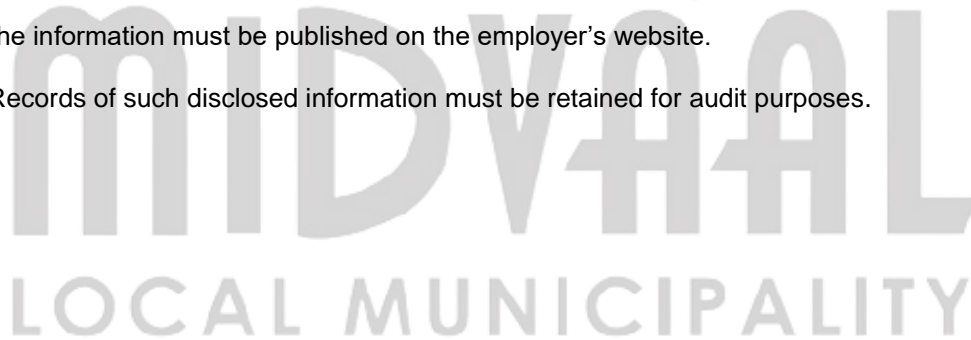 he information must be published on the employer’s website.
Records of such disclosed information must be retained for audit purposes.
MIDVAAL
LOCAL MUNICIPALITY